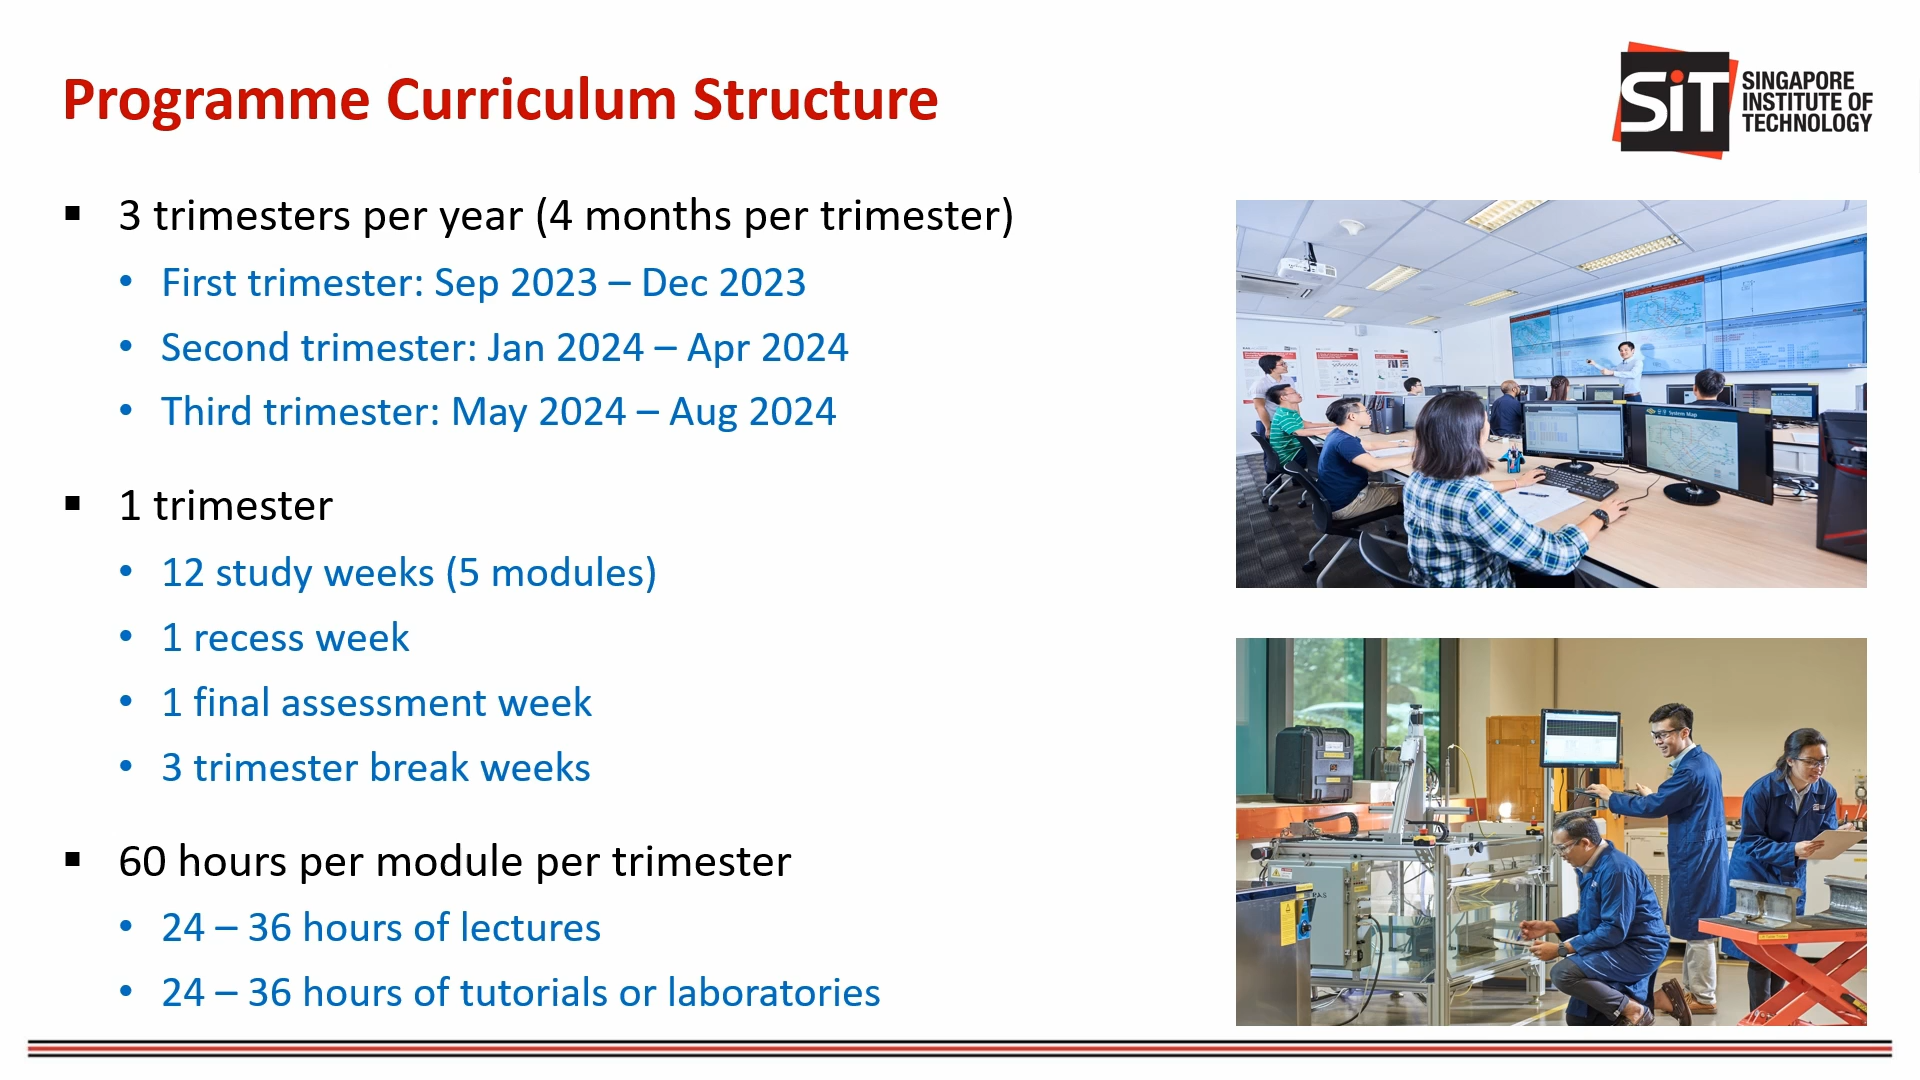 Programme Curriculum Structure
SiT
SINGAPORE
INSTITUTE OF
TECHNOLOGY
▪ 3 trimesters per year (4 months per trimester)
• First trimester: Sep 2023 – Dec 2023
• Second trimester: Jan 2024 – Apr 2024
• Third trimester: May 2024 – Aug 2024
▪ 1 trimester
• 12 study weeks (5 modules)
• 1 recess week
• 1 final assessment week
• 3 trimester break weeks
▪ 60 hours per module per trimester
• 24 – 36 hours of lectures
• 24 – 36 hours of tutorials or laboratories
System Map